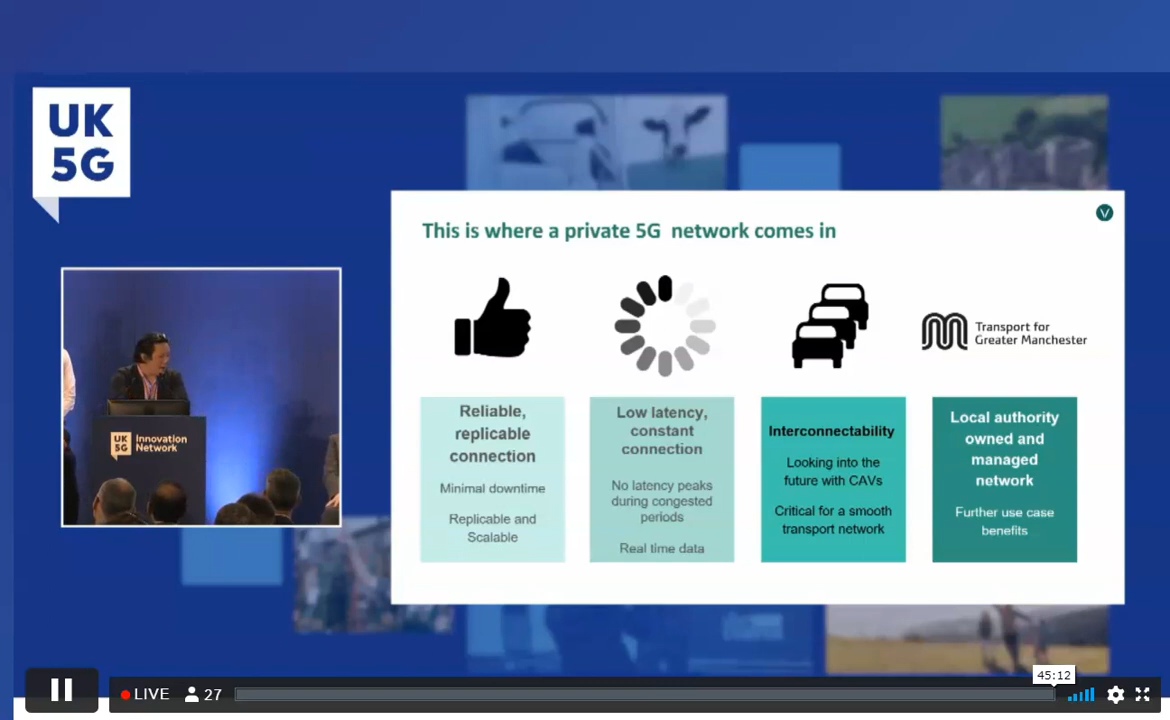 UK
5G
This is where a private 5G network comes in
V
Transport for
Greater Manchester
Reliable,
replicable
connection
Minimal downtime
Replicable and
Scalable
Low latency,
constant
connection
No latency peaks
during congested
periods
Real time data
Interconnectability
Looking into the
future with CAVs
Critical for a smooth
transport network
Local authority
owned and
managed
network
Further use case
benefits
UK
5G
Innovation
Network
45:12
LIVE
27